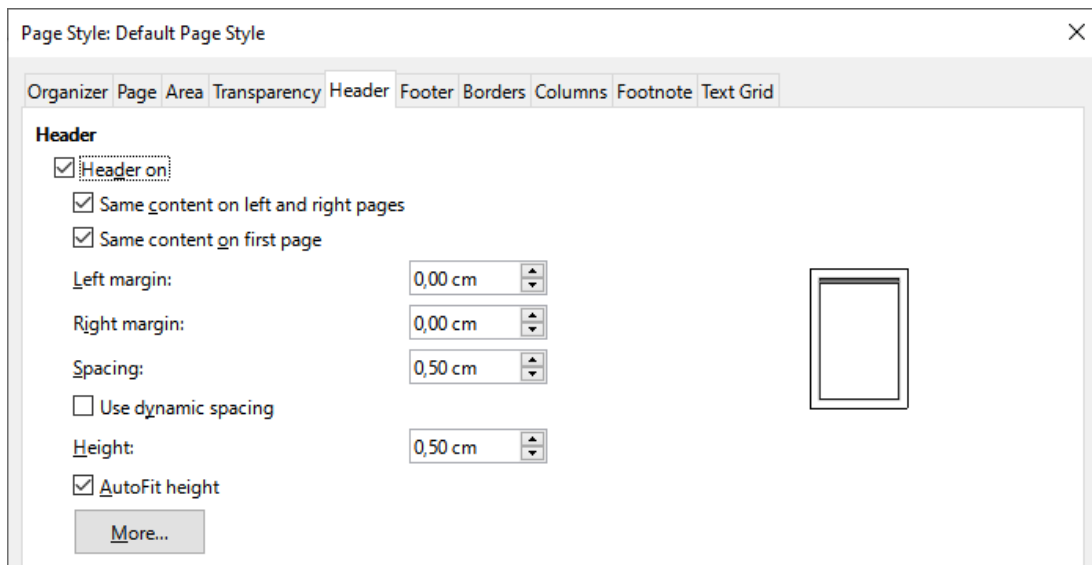 Page Style: Default Page Style
Organizer Page Area Transparency Header Footer Borders Columns Footnote Text Grid
Header
Header on
Same content on left and right pages
Same content on first page
Left margin: 0,00 cm
Right margin: 0,00 cm
Spacing: 0,50 cm
Use dynamic spacing
Height: 0,50 cm
AutoFit height
More...